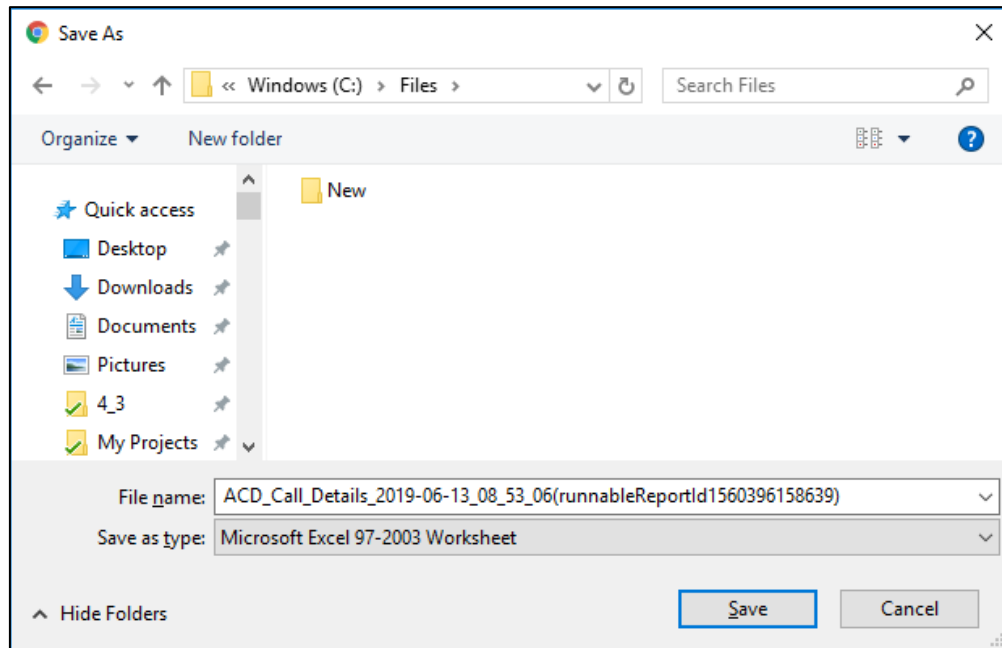 Save As
« Windows (C:) > Files >
Search Files
Organize
New folder
?
New
Quick access
Desktop
Downloads
Documents
Pictures
4_3
My Projects
File name: ACD_Call_Details_2019-06-13_08_53_06(runnableReportId1560396158639)
Save as type: Microsoft Excel 97-2003 Worksheet
Hide Folders
Save
Cancel